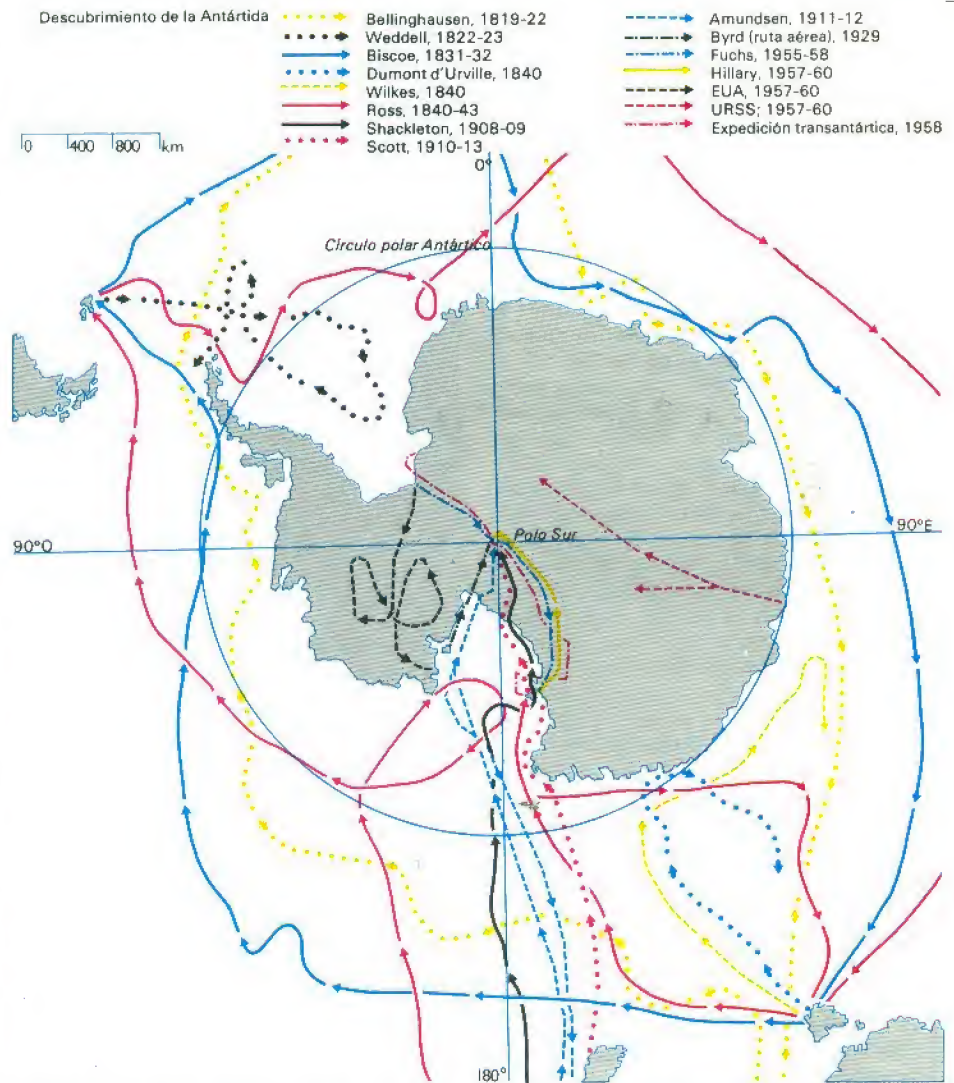 Descubrimiento de la Antártida
Bellinghausen, 1819-22
Weddell, 1822-23
Biscoe, 1831-32
Dumont d'Urville, 1840
Wilkes, 1840
Ross, 1840-43
Shackleton, 1908-09
Scott, 1910-13
Amundsen, 1911-12
Byrd (ruta aérea), 1929
Fuchs, 1955-58
Hillary, 1957-60
EUA, 1957-60
URSS; 1957-60
Expedición transantártica, 1958
0 400 800 km
0°
Círculo polar Antártico
Polo Sur
90°O
90°E
180°